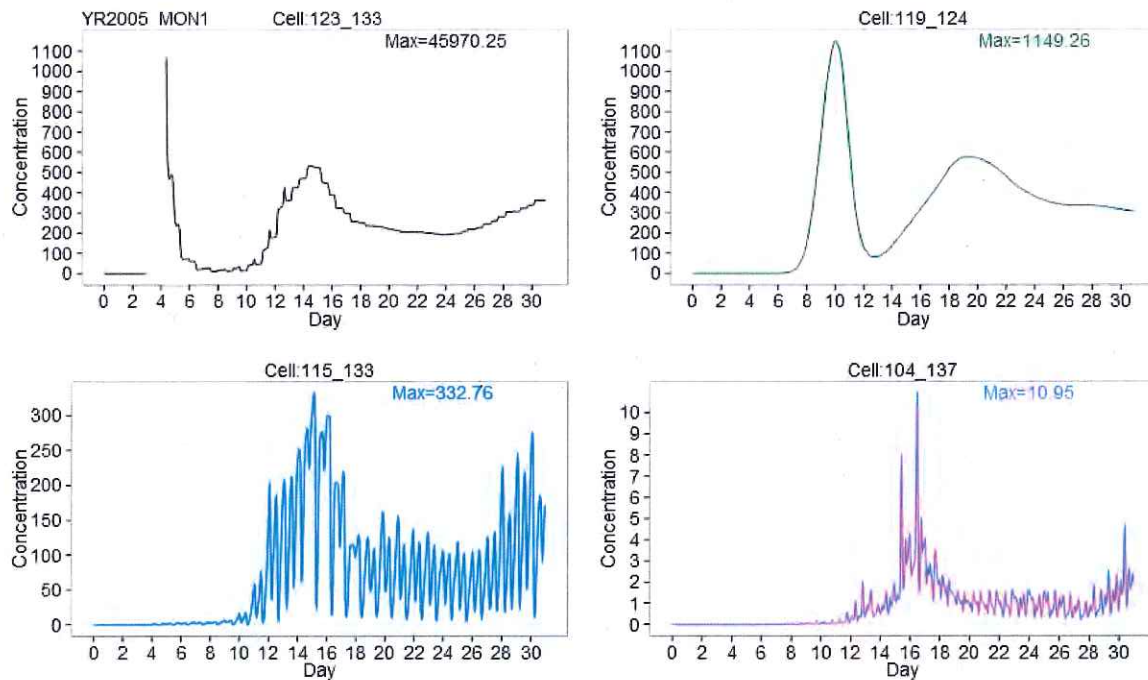 YR2005 MON1 Cell:123_133
Max=45970.25
1100
1000
900
800
700
600
500
400
300
200
100
0
Concentration
0 2 4 6 8 10 12 14 16 18 20 22 24 26 28 30
Day
Cell:119_124
Max=1149.26
1100
1000
900
800
700
600
500
400
300
200
100
0
Concentration
0 2 4 6 8 10 12 14 16 18 20 22 24 26 28 30
Day
Cell:115_133
Max=332.76
300
250
200
150
100
50
0
Concentration
0 2 4 6 8 10 12 14 16 18 20 22 24 26 28 30
Day
Cell:104_137
Max=10.95
10
9
8
7
6
5
4
3
2
1
0
Concentration
0 2 4 6 8 10 12 14 16 18 20 22 24 26 28 30
Day